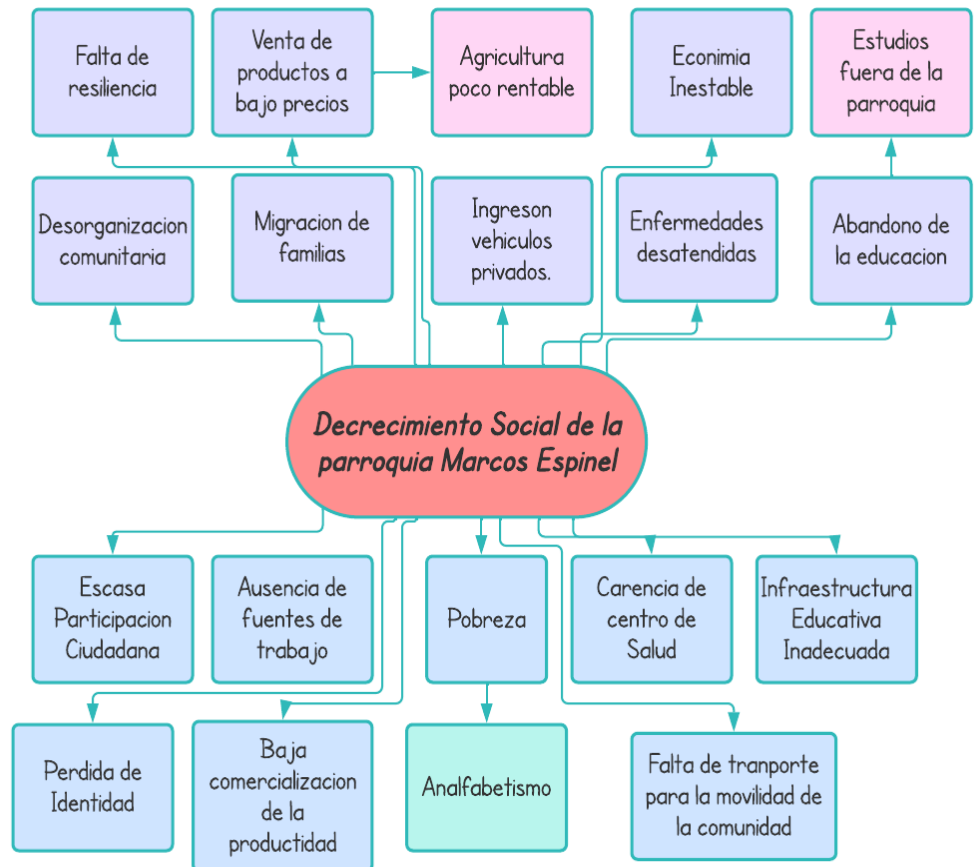 Falta de
resiliencia
Venta de
productos a
bajo precios
Agricultura
poco rentable
Econimia
Inestable
Estudios
fuera de la
parroquia
Desorganizacion
comunitaria
Migracion de
familias
Ingreson
vehiculos
privados.
Enfermedades
desatendidas
Abandono de
la educacion
Decrecimiento Social de la
parroquia Marcos Espinel
Escasa
Participacion
Ciudadana
Ausencia de
fuentes de
trabajo
Pobreza
Carencia de
centro de
Salud
Infraestructura
Educativa
Inadecuada
Perdida de
Identidad
Baja
comercializacion
de la
productidad
Analfabetismo
Falta de tranporte
para la movilidad de
la comunidad